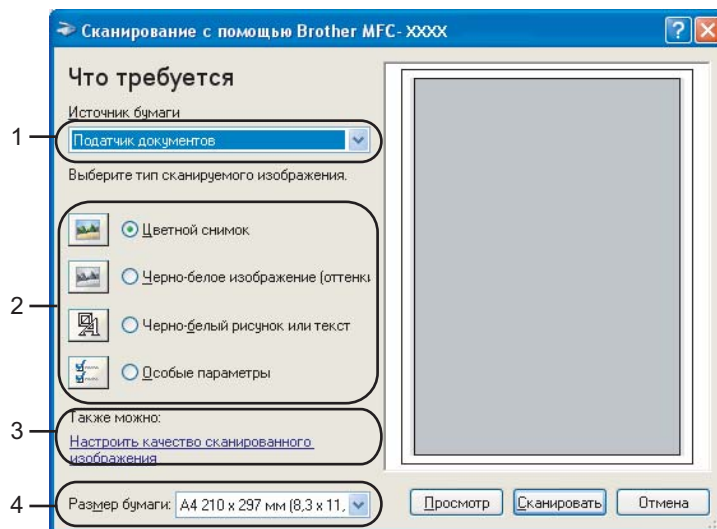 Сканирование с помощью Brother MFC- XXXX
Что требуется
Источник бумаги
1
Податчик документов
Выберите тип сканируемого изображения.
2
Цветной снимок
Черно-белое изображение (оттенки
Черно-белый рисунок или текст
Особые параметры
3
Также можно:
Настроить качество сканированного
изображения
4
Размер бумаги: A4 210 x 297 мм (8,3 x 11,
Просмотр Сканировать Отмена